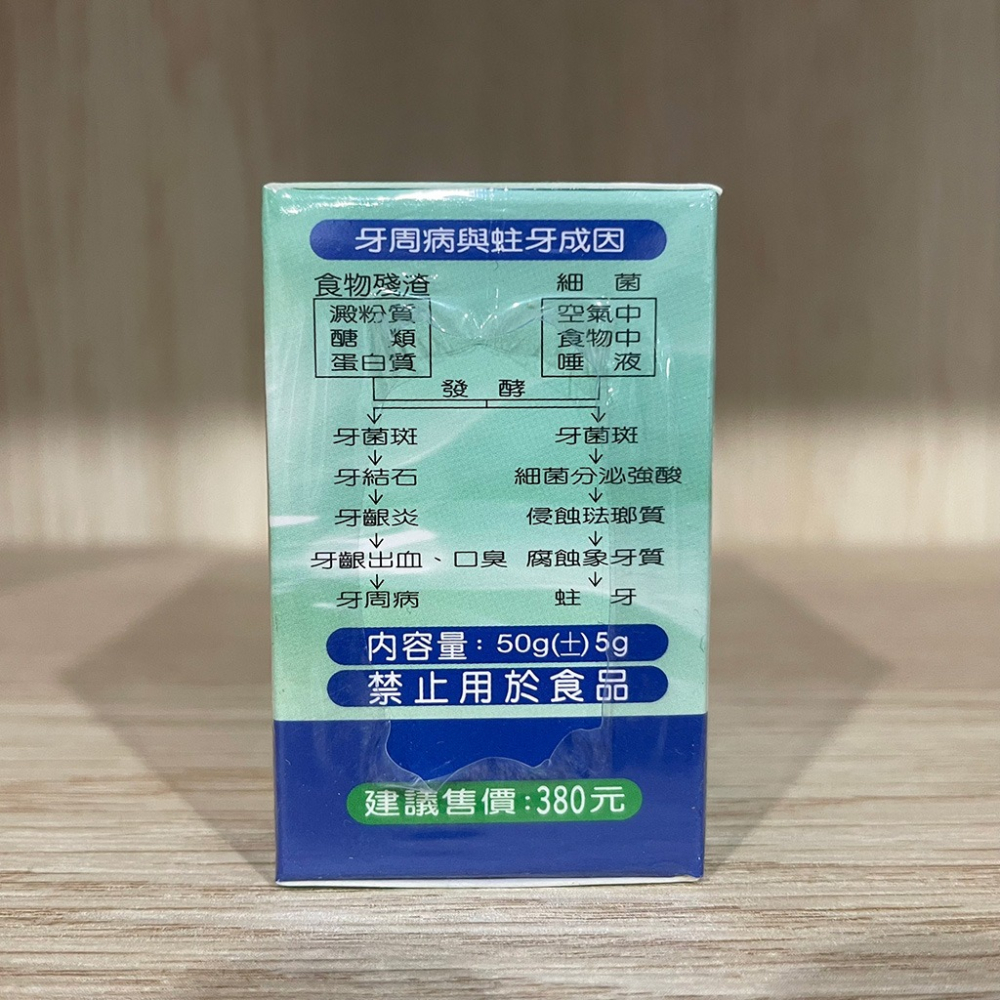 牙周病與蛀牙成因
食物殘渣 細菌
澱粉質 空氣中
醣類 食物中
蛋白質 唾液
發酵
牙菌斑 牙菌斑
牙結石 細菌分泌強酸
牙齦炎 侵蝕琺瑯質
牙齦出血、口臭 腐蝕象牙質
牙周病 蛀牙
內容量：50g(±)5g
禁止用於食品
建議售價:380元